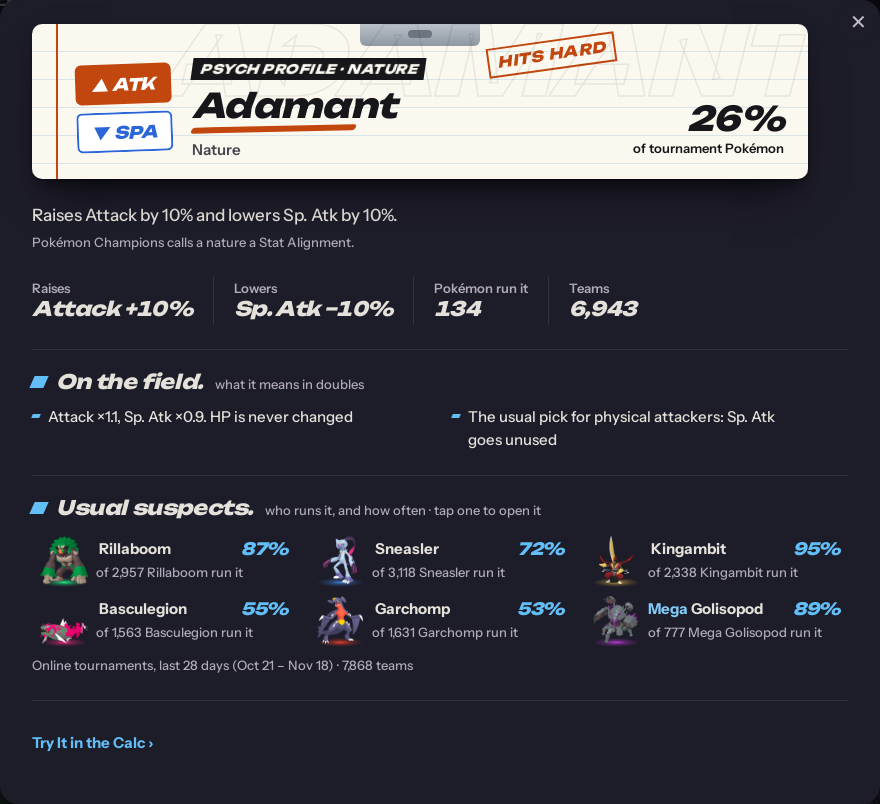 ADAMANT
HITS HARD
▲ ATK
PSYCH PROFILE · NATURE
Adamant
▼ SPA
Nature
26%
of tournament Pokémon
Raises Attack by 10% and lowers Sp. Atk by 10%.
Pokémon Champions calls a nature a Stat Alignment.
Raises
Attack +10%
Lowers
Sp. Atk −10%
Pokémon run it
134
Teams
6,943
On the field. what it means in doubles
Attack ×1.1, Sp. Atk ×0.9. HP is never changed
The usual pick for physical attackers: Sp. Atk
goes unused
Usual suspects. who runs it, and how often · tap one to open it
Rillaboom 87%
of 2,957 Rillaboom run it
Sneasler 72%
of 3,118 Sneasler run it
Kingambit 95%
of 2,338 Kingambit run it
Basculegion 55%
of 1,563 Basculegion run it
Garchomp 53%
of 1,631 Garchomp run it
Mega Golisopod 89%
of 777 Mega Golisopod run it
Online tournaments, last 28 days (Oct 21 – Nov 18) · 7,868 teams
Try It in the Calc ›